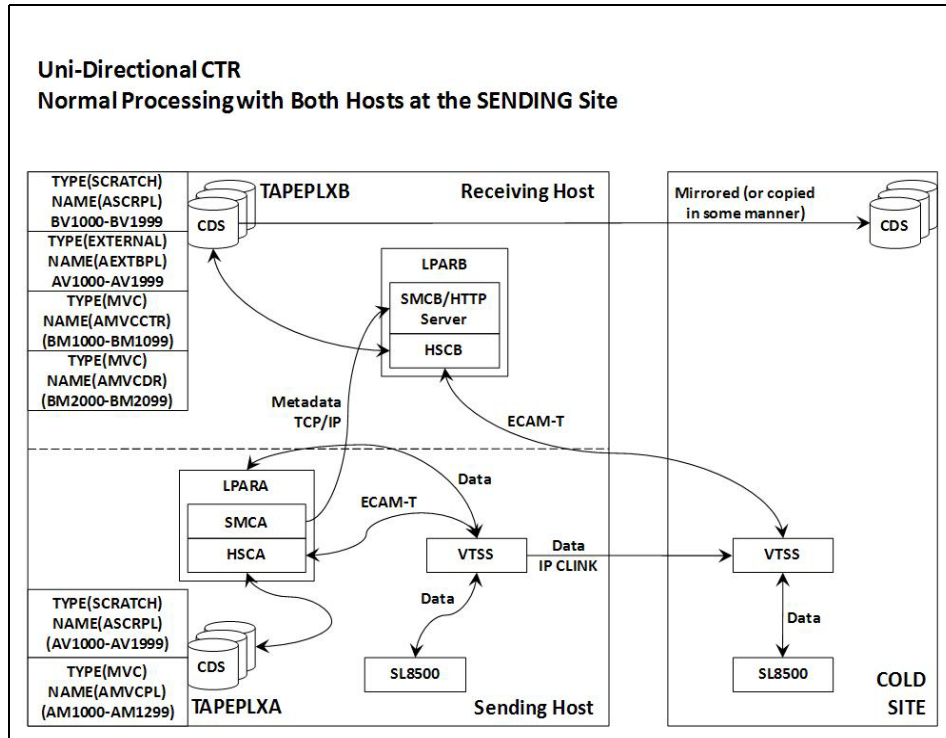 Uni-Directional CTR
Normal Processing with Both Hosts at the SENDING Site
TYPE(SCRATCH)
NAME(ASCRPL)
BV1000-BV1999
TYPE(EXTERNAL)
NAME(AEXTBPL)
AV1000-AV1999
TYPE(MVC)
NAME(AMVCCTR)
(BM1000-BM1099)
TYPE(MVC)
NAME(AMVCDR)
(BM2000-BM2099)
TAPEPLXB
CDS
Receiving Host
Mirrored (or copied
in some manner)
CDS
LPARB
SMCB/HTTP
Server
HSCB
Metadata
TCP/IP
ECAM-T
LPARA
SMCA
HSCA
Data
ECAM-T
VTSS
Data
IP CLINK
VTSS
Data
Data
SL8500
SL8500
TYPE(SCRATCH)
NAME(ASCRPL)
(AV1000-AV1999)
TYPE(MVC)
NAME(AMVCPL)
(AM1000-AM1299)
CDS
TAPEPLXA
Sending Host
COLD
SITE